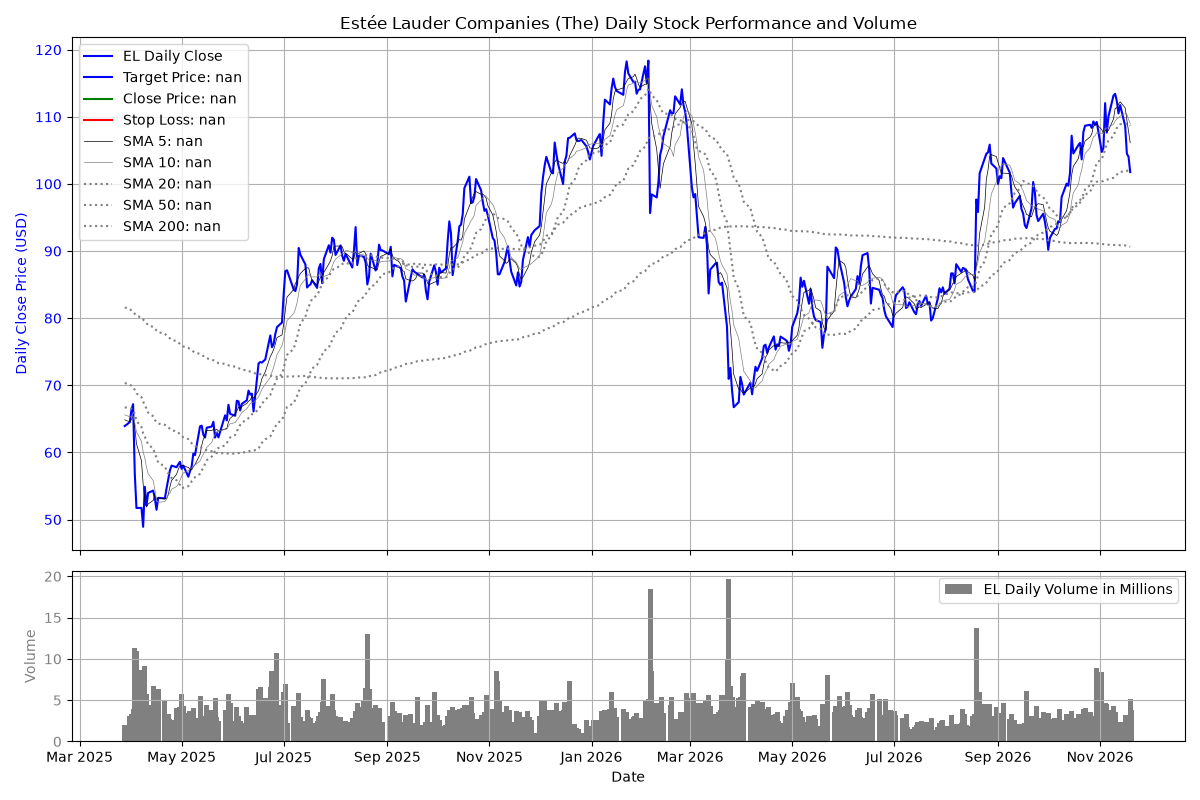 Estée Lauder Companies (The) Daily Stock Performance and Volume
Daily Close Price (USD)
120
110
100
90
80
70
60
50
EL Daily Close
Target Price: nan
Close Price: nan
Stop Loss: nan
SMA 5: nan
SMA 10: nan
SMA 20: nan
SMA 50: nan
SMA 200: nan
Volume
20
15
10
5
0
EL Daily Volume in Millions
Mar 2025 May 2025 Jul 2025 Sep 2025 Nov 2025 Jan 2026 Mar 2026 May 2026 Jul 2026 Sep 2026 Nov 2026
Date